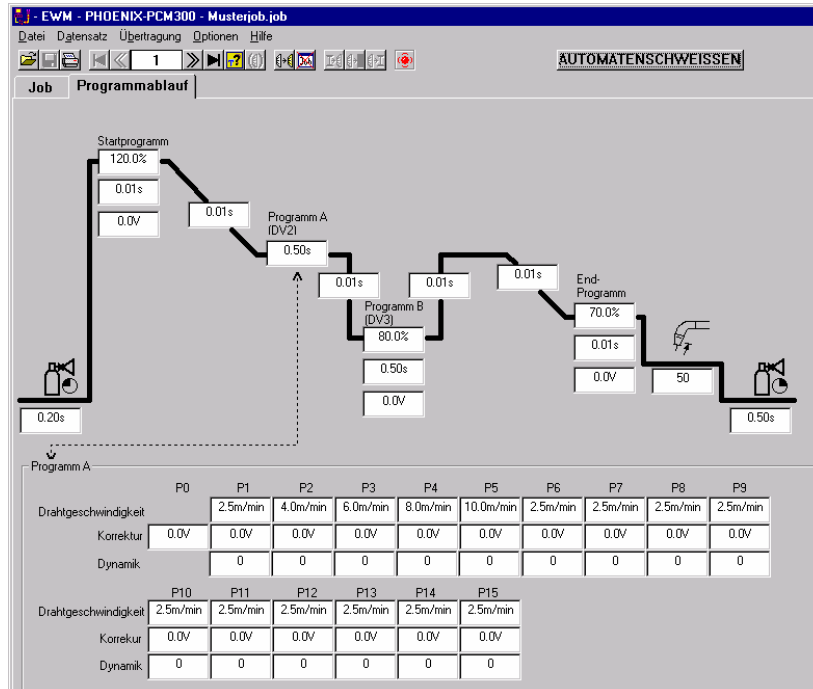 - EWM - PHOENIX-PCM300 - Musterjob.job
Datei Datensatz Übertragung Optionen Hilfe
1 AUTOMATENSCHWEISSEN
Job Programmablauf
Startprogramm
120.0%
0.01s
0.0V
0.01s
Programm A
(DV2)
0.50s
0.01s
Programm B
(DV3)
80.0%
0.50s
0.0V
0.01s
0.01s
End-
Programm
70.0%
0.01s
0.0V
50
0.20s
0.50s
Programm A
P0 P1 P2 P3 P4 P5 P6 P7 P8 P9
Drahtgeschwindigkeit 2.5m/min 4.0m/min 6.0m/min 8.0m/min 10.0m/min 2.5m/min 2.5m/min 2.5m/min 2.5m/min
Korrektur 0.0V 0.0V 0.0V 0.0V 0.0V 0.0V 0.0V 0.0V 0.0V 0.0V
Dynamik 0 0 0 0 0 0 0 0 0
P10 P11 P12 P13 P14 P15
Drahtgeschwindigkeit 2.5m/min 2.5m/min 2.5m/min 2.5m/min 2.5m/min 2.5m/min
Korrekur 0.0V 0.0V 0.0V 0.0V 0.0V 0.0V
Dynamik 0 0 0 0 0 0